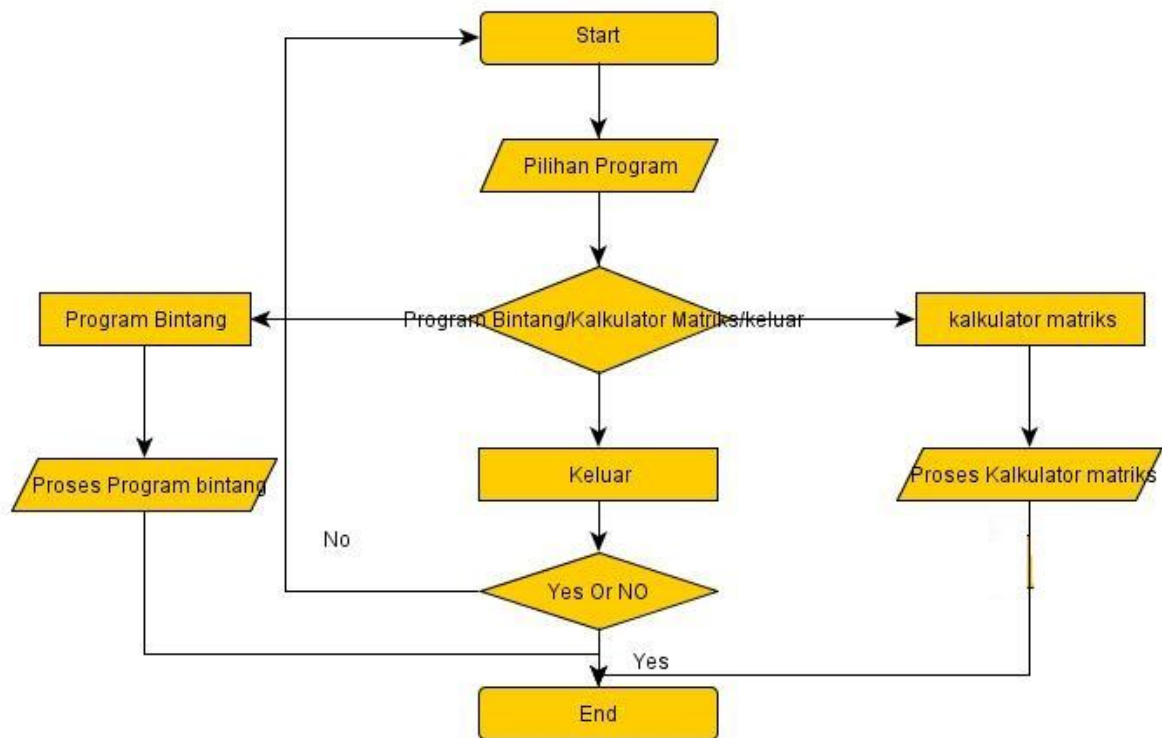 Start
Pilihan Program
Program Bintang
Program Bintang/Kalkulator Matriks/keluar
kalkulator matriks
Proses Program bintang
Keluar
Proses Kalkulator matriks
No
Yes Or NO
Yes
End